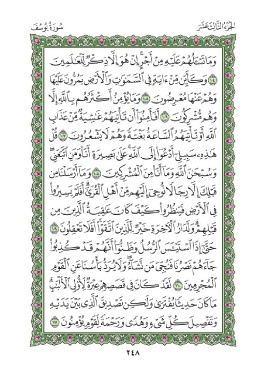 الجزء الثالث عشر سورة يوسف
وَمَا تَسْـَٔلُهُمْ عَلَيْهِ مِنْ أَجْرٍ إِنْ هُوَ إِلَّا ذِكْرٌ لِّلْعَٰلَمِينَ
١٠٤ وَكَأَيِّن مِّنْ ءَايَةٍ فِى ٱلسَّمَٰوَٰتِ وَٱلْأَرْضِ يَمُرُّونَ عَلَيْهَا
وَهُمْ عَنْهَا مُعْرِضُونَ ١٠٥ وَمَا يُؤْمِنُ أَكْثَرُهُم بِٱللَّهِ إِلَّا
وَهُم مُّشْرِكُونَ ١٠٦ أَفَأَمِنُوٓا۟ أَن تَأْتِيَهُمْ غَٰشِيَةٌ مِّنْ عَذَابِ
ٱللَّهِ أَوْ تَأْتِيَهُمُ ٱلسَّاعَةُ بَغْتَةً وَهُمْ لَا يَشْعُرُونَ ١٠٧ قُلْ
هَٰذِهِۦ سَبِيلِىٓ أَدْعُوٓا۟ إِلَى ٱللَّهِ عَلَىٰ بَصِيرَةٍ أَنَا۠ وَمَنِ ٱتَّبَعَنِى
وَسُبْحَٰنَ ٱللَّهِ وَمَآ أَنَا۠ مِنَ ٱلْمُشْرِكِينَ ١٠٨ وَمَآ أَرْسَلْنَا مِن
قَبْلِكَ إِلَّا رِجَالًا نُّوحِىٓ إِلَيْهِم مِّنْ أَهْلِ ٱلْقُرَىٰٓ أَفَلَمْ يَسِيرُوا۟
فِى ٱلْأَرْضِ فَيَنظُرُوا۟ كَيْفَ كَانَ عَٰقِبَةُ ٱلَّذِينَ مِن
قَبْلِهِمْ وَلَدَارُ ٱلْءَاخِرَةِ خَيْرٌ لِّلَّذِينَ ٱتَّقَوْا۟ أَفَلَا تَعْقِلُونَ ١٠٩
حَتَّىٰٓ إِذَا ٱسْتَيْـَٔسَ ٱلرُّسُلُ وَظَنُّوٓا۟ أَنَّهُمْ قَدْ كُذِبُوا۟
جَآءَهُمْ نَصْرُنَا فَنُجِّىَ مَن نَّشَآءُ وَلَا يُرَدُّ بَأْسُنَا عَنِ ٱلْقَوْمِ
ٱلْمُجْرِمِينَ ١١٠ لَقَدْ كَانَ فِى قَصَصِهِمْ عِبْرَةٌ لِّأُو۟لِى ٱلْأَلْبَٰبِ
مَا كَانَ حَدِيثًا يُفْتَرَىٰ وَلَٰكِن تَصْدِيقَ ٱلَّذِى بَيْنَ يَدَيْهِ
وَتَفْصِيلَ كُلِّ شَىْءٍ وَهُدًى وَرَحْمَةً لِّقَوْمٍ يُؤْمِنُونَ ١١١
٢٤٨